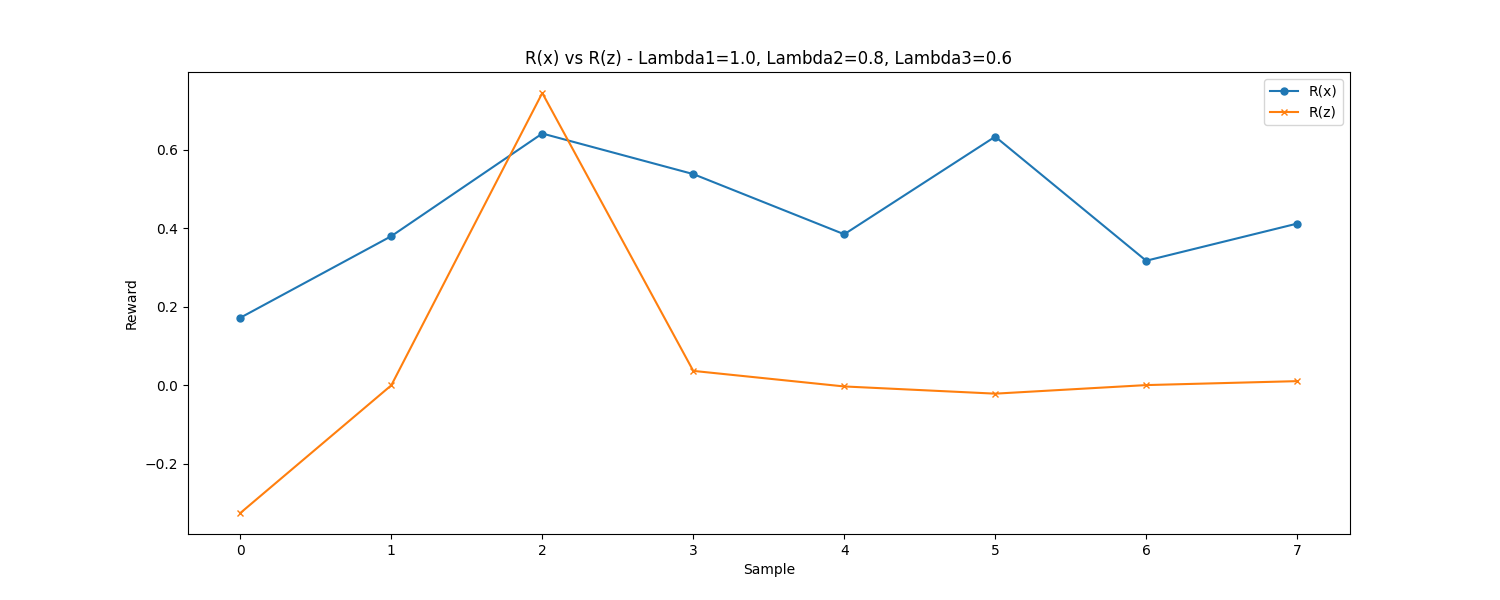 R(x) vs R(z) - Lambda1=1.0, Lambda2=0.8, Lambda3=0.6
R(x)
R(z)
Reward
0.6
0.4
0.2
0.0
−0.2
0 1 2 3 4 5 6 7
Sample